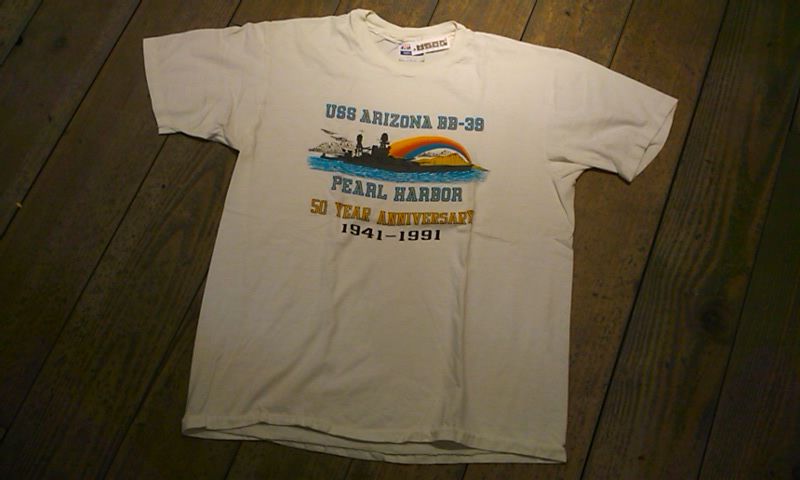 USS ARIZONA BB-39
PEARL HARBOR
50 YEAR ANNIVERSARY
1941-1991